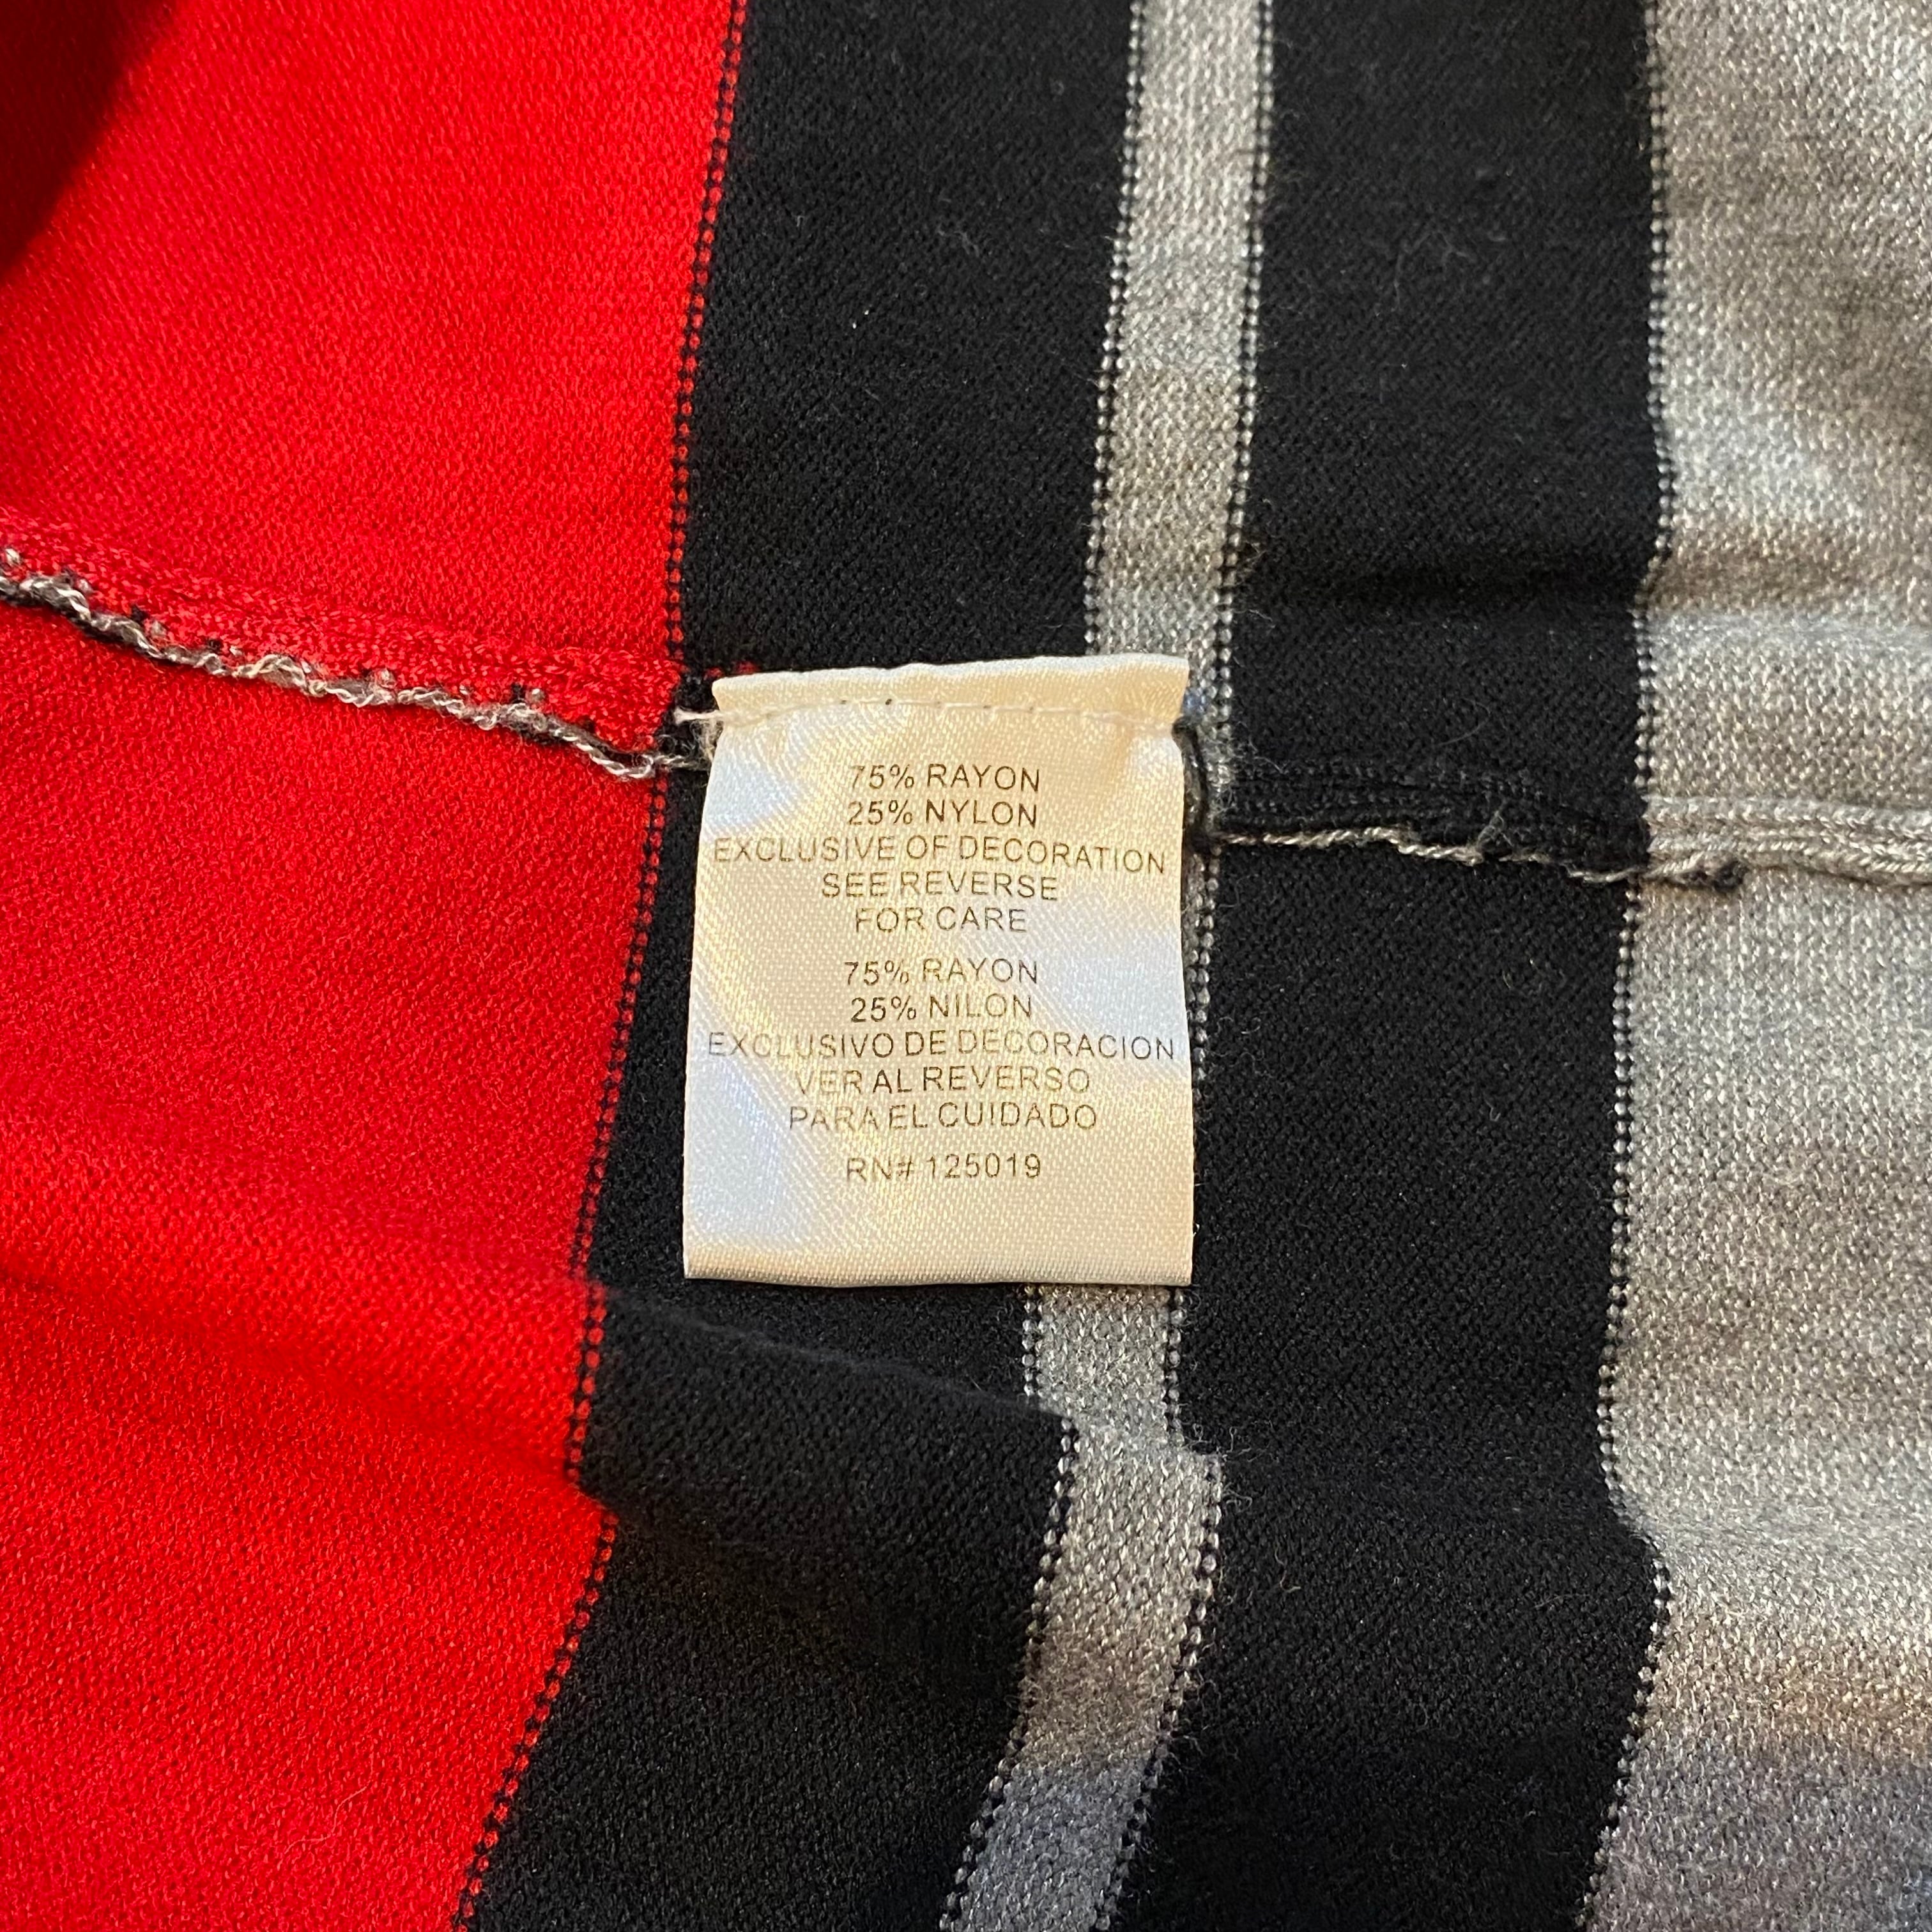 75% RAYON
25% NYLON
EXCLUSIVE OF DECORATION
SEE REVERSE
FOR CARE
75% RAYON
25% NILON
EXCLUSIVO DE DECORACION
VER AL REVERSO
PARA EL CUIDADO
RN# 125019